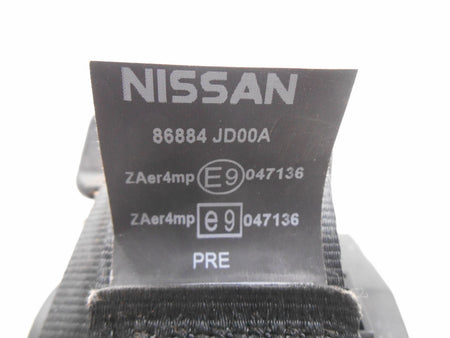 NISSAN
86884 JD00A
ZAer4mp E9 047136
ZAer4mp e9 047136
PRE